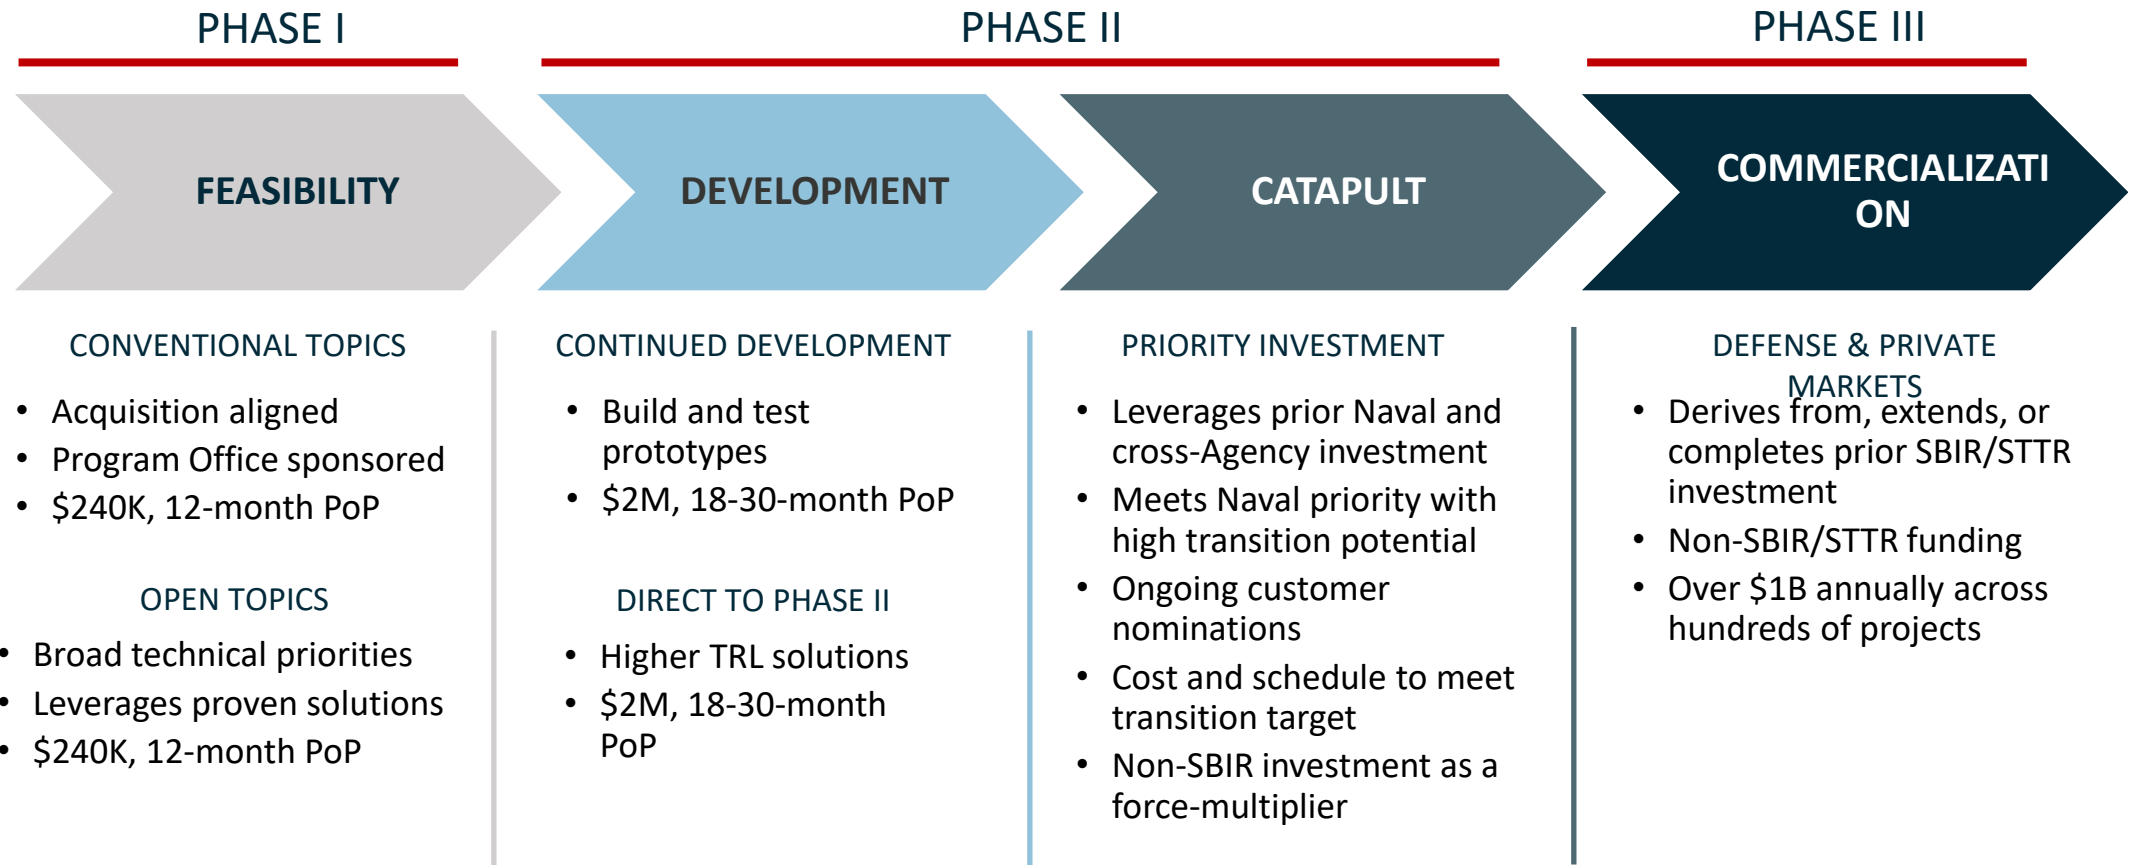 PHASE I
PHASE II
PHASE III
FEASIBILITY
DEVELOPMENT
CATAPULT
COMMERCIALIZATI
ON
CONVENTIONAL TOPICS
• Acquisition aligned
• Program Office sponsored
• $240K, 12-month PoP
OPEN TOPICS
• Broad technical priorities
• Leverages proven solutions
• $240K, 12-month PoP
CONTINUED DEVELOPMENT
• Build and test
prototypes
• $2M, 18-30-month PoP
DIRECT TO PHASE II
• Higher TRL solutions
• $2M, 18-30-month
PoP
PRIORITY INVESTMENT
• Leverages prior Naval and
cross-Agency investment
• Meets Naval priority with
high transition potential
• Ongoing customer
nominations
• Cost and schedule to meet
transition target
• Non-SBIR investment as a
force-multiplier
DEFENSE & PRIVATE
MARKETS
• Derives from, extends, or
completes prior SBIR/STTR
investment
• Non-SBIR/STTR funding
• Over $1B annually across
hundreds of projects